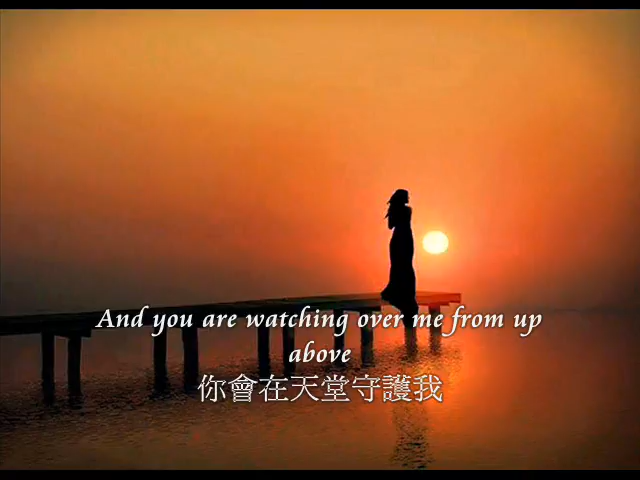 And you are watching over me from up
above
你會在天堂守護我